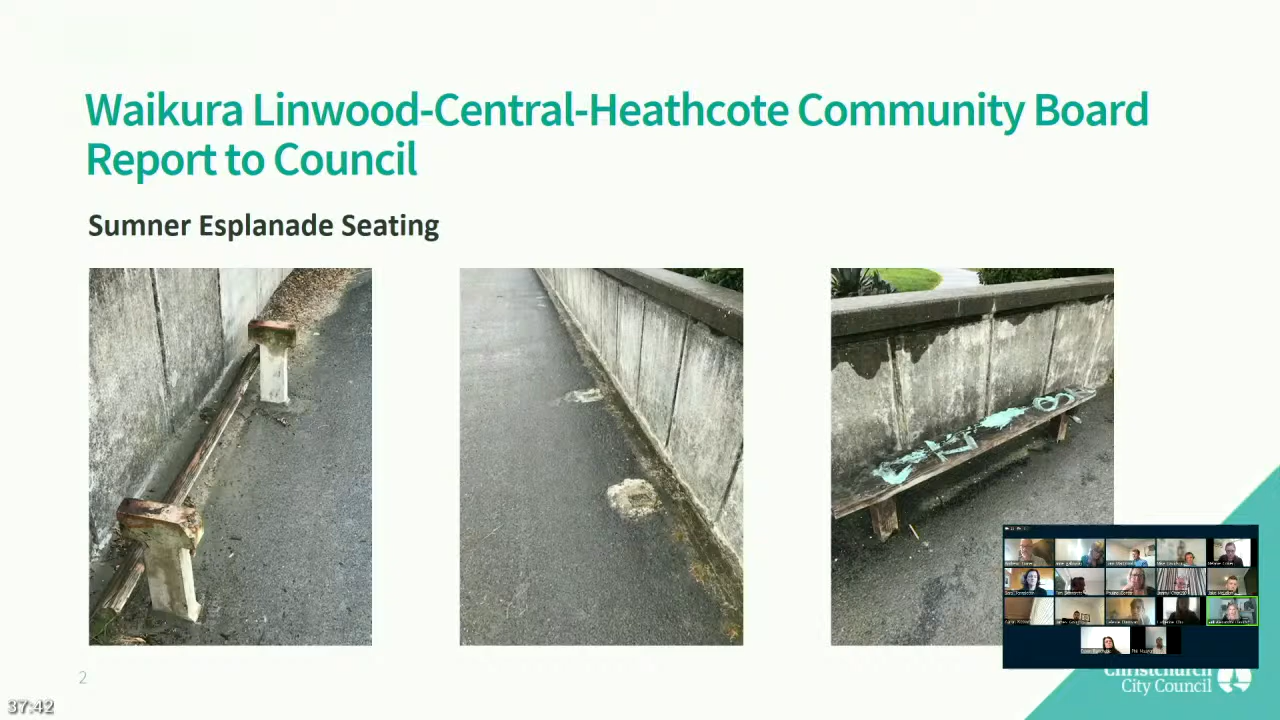 Waikura Linwood-Central-Heathcote Community Board
Report to Council
Sumner Esplanade Seating
2
Christchurch
City Council
37:42